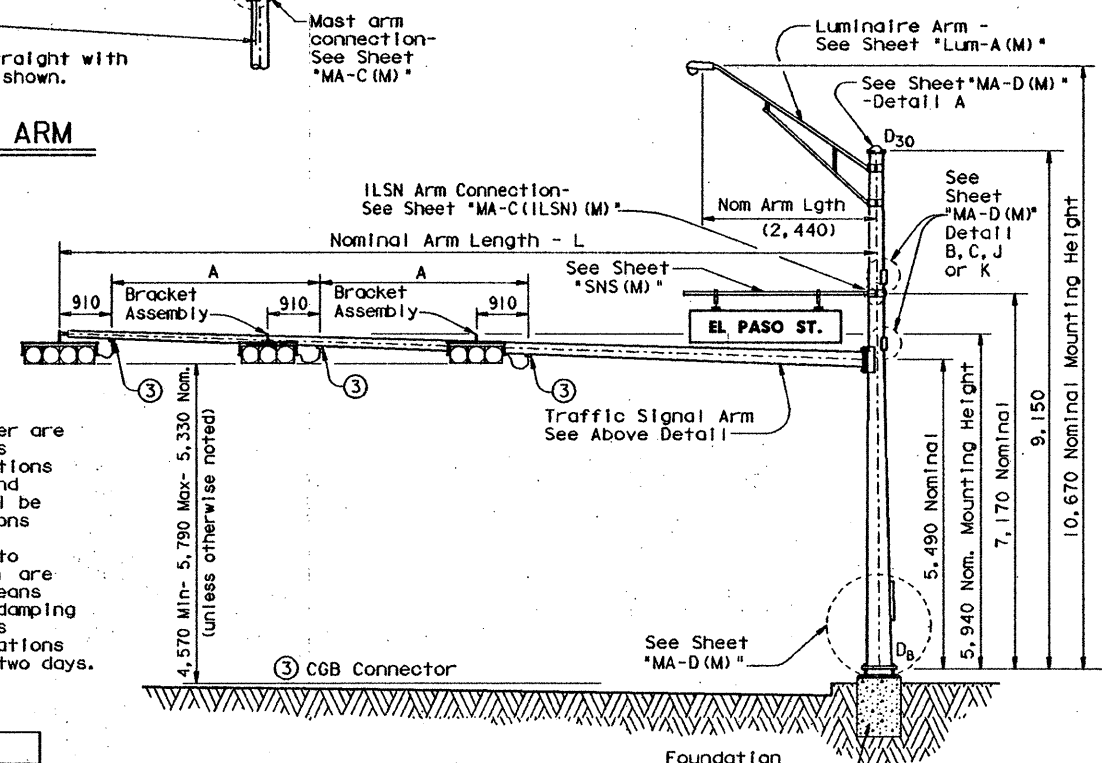 Mast arm
connection-
See Sheet
"MA-C(M)"
raight with
shown.
ARM
Luminaire Arm -
See Sheet "Lum-A(M)"
See Sheet "MA-D(M)"
-Detail A
D30
See
Sheet
"MA-D(M)"
Detail
B, C, J
or K
ILSN Arm Connection-
See Sheet "MA-C(ILSN)(M)"
Nom Arm Lgth
(2,440)
Nominal Arm Length - L
See Sheet
"SNS(M)"
A
A
910
Bracket
Assembly
910
Bracket
Assembly
910
EL PASO ST.
3
3
3
Traffic Signal Arm
See Above Detail
4,570 Min- 5,790 Max- 5,330 Nom.
(unless otherwise noted)
5,490 Nominal
5,940 Nom. Mounting Height
7,170 Nominal
9,150
10,670 Nominal Mounting Height
er are
s
tions
nd
l be
ons
to
are
eans
damping
s
ations
two days.
See Sheet
"MA-D(M)"
DB
3 CGB Connector
Foundation